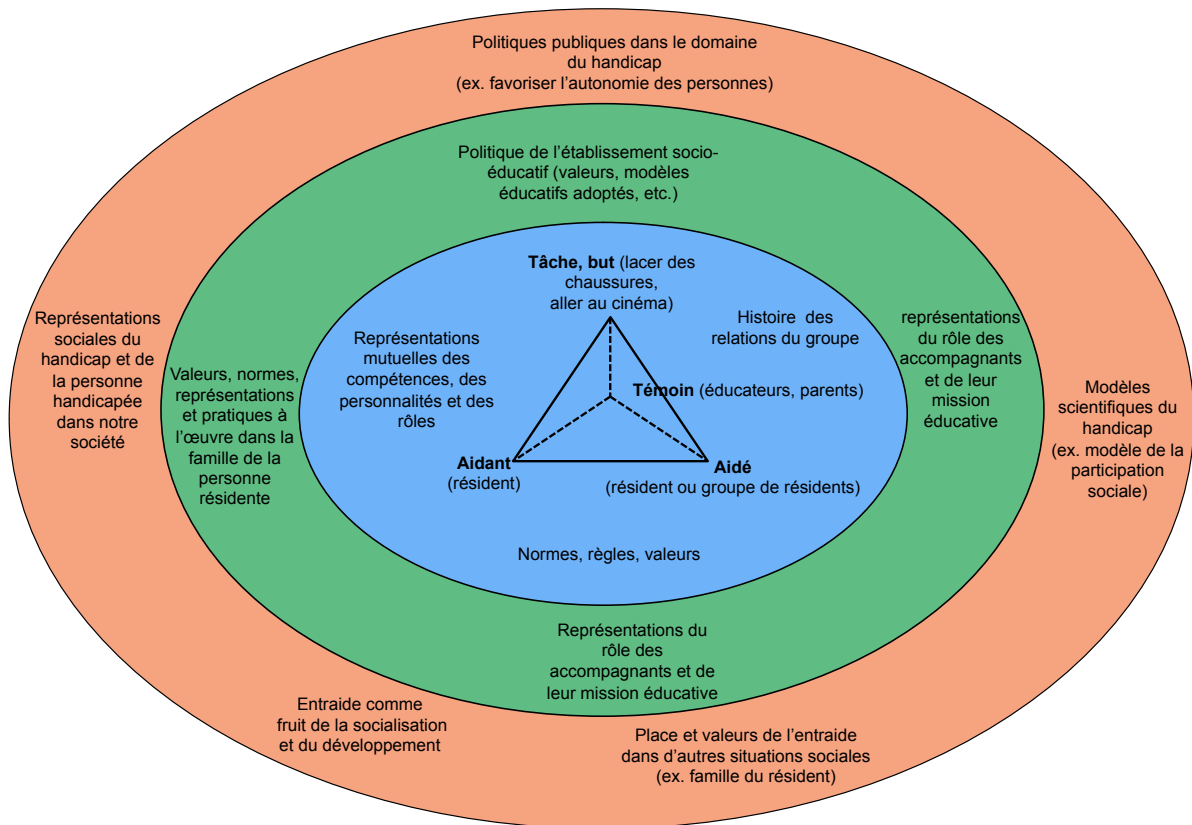 Politiques publiques dans le domaine
du handicap
(ex. favoriser l’autonomie des personnes)
Politique de l’établissement socio-
éducatif (valeurs, modèles
éducatifs adoptés, etc.)
Tâche, but (lacer des
chaussures,
aller au cinéma)
Représentations
sociales du
handicap et de
la personne
handicapée
dans notre
société
Valeurs, normes,
représentations
et pratiques à
l’œuvre dans la
famille de la
personne
résidente
Représentations
mutuelles des
compétences, des
personnalités et des
rôles
Histoire des
relations du groupe
Témoin (éducateurs, parents)
représentations
du rôle des
accompagnants
et de leur
mission
éducative
Modèles
scientifiques du
handicap
(ex. modèle de la
participation
sociale)
Aidant
(résident)
Aidé
(résident ou groupe de résidents)
Normes, règles, valeurs
Représentations du
rôle des
accompagnants et de
leur mission éducative
Entraide comme
fruit de la socialisation
et du développement
Place et valeurs de l’entraide
dans d’autres situations sociales
(ex. famille du résident)